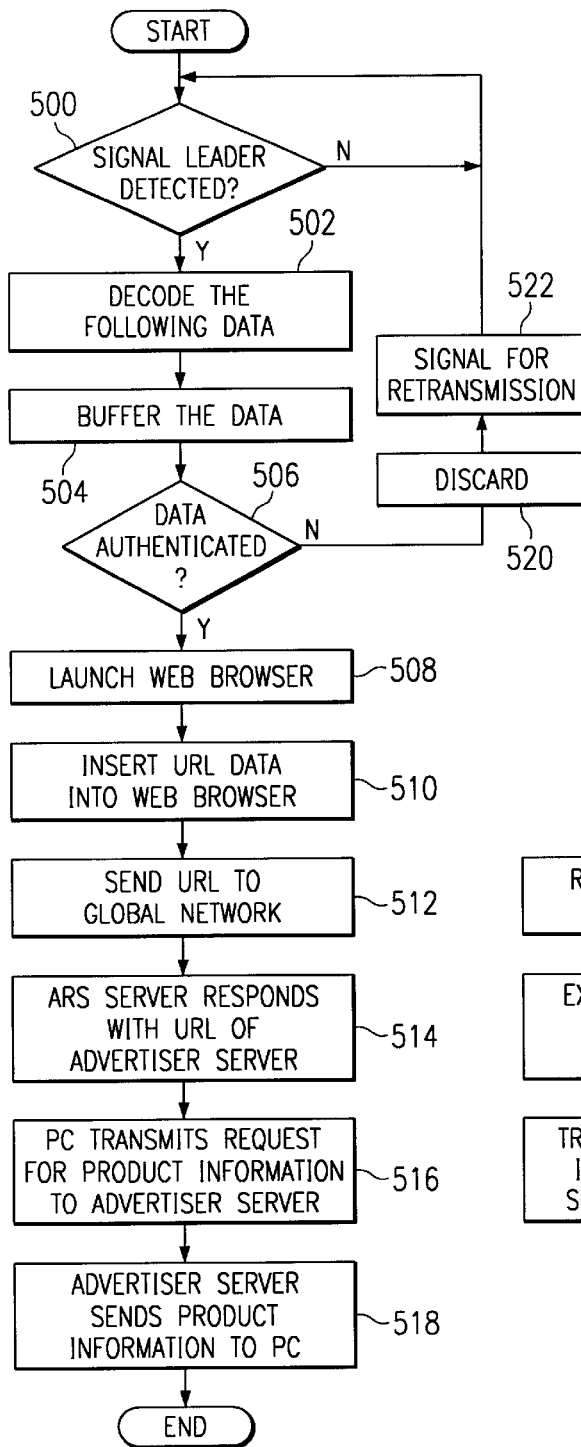 START
500
SIGNAL LEADER
DETECTED?
N
Y
502
DECODE THE
FOLLOWING DATA
522
SIGNAL FOR
RETRANSMISSION
BUFFER THE DATA
504
506
DISCARD
520
DATA
AUTHENTICATED
?
N
Y
LAUNCH WEB BROWSER
508
INSERT URL DATA
INTO WEB BROWSER
510
SEND URL TO
GLOBAL NETWORK
512
R
ARS SERVER RESPONDS
WITH URL OF
ADVERTISER SERVER
514
EX
PC TRANSMITS REQUEST
FOR PRODUCT INFORMATION
TO ADVERTISER SERVER
516
TR
I
S
ADVERTISER SERVER
SENDS PRODUCT
INFORMATION TO PC
518
END